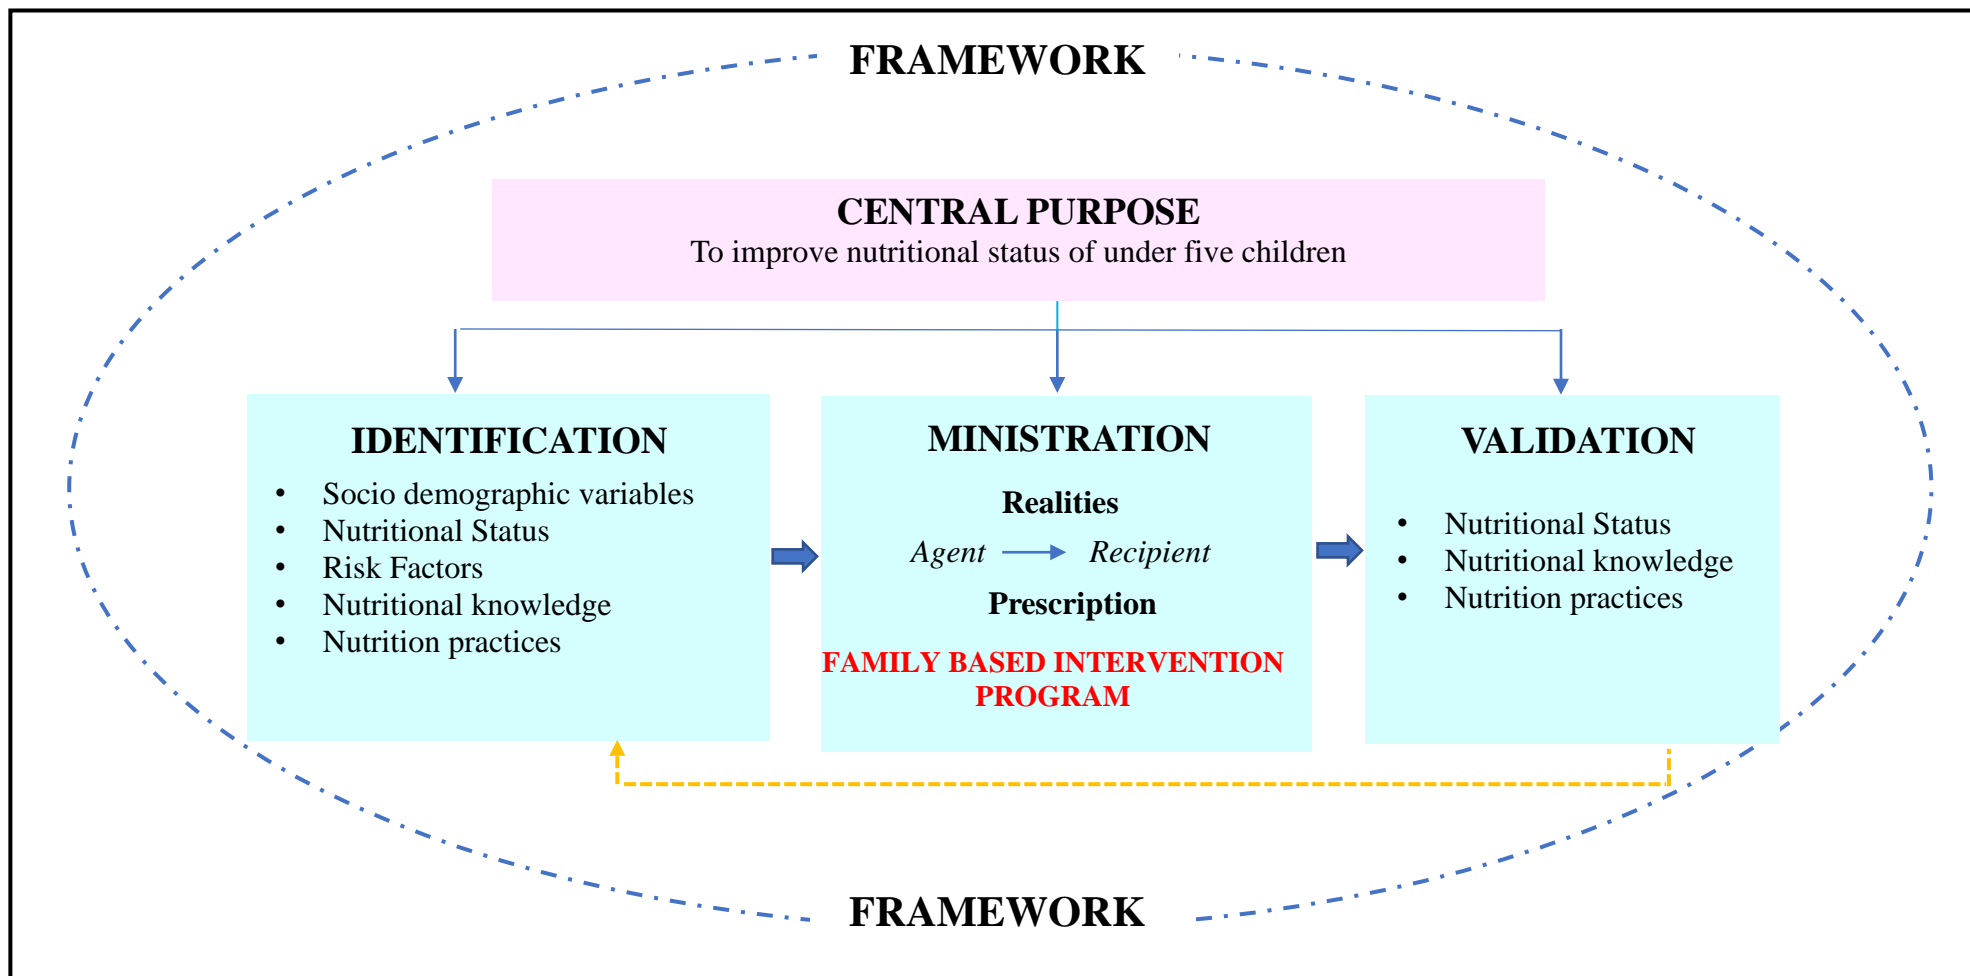 FRAMEWORK
CENTRAL PURPOSE
To improve nutritional status of under five children
IDENTIFICATION
• Socio demographic variables
• Nutritional Status
• Risk Factors
• Nutritional knowledge
• Nutrition practices
MINISTRATION
Realities
Agent Recipient
Prescription
FAMILY BASED INTERVENTION
PROGRAM
VALIDATION
• Nutritional Status
• Nutritional knowledge
• Nutrition practices
FRAMEWORK